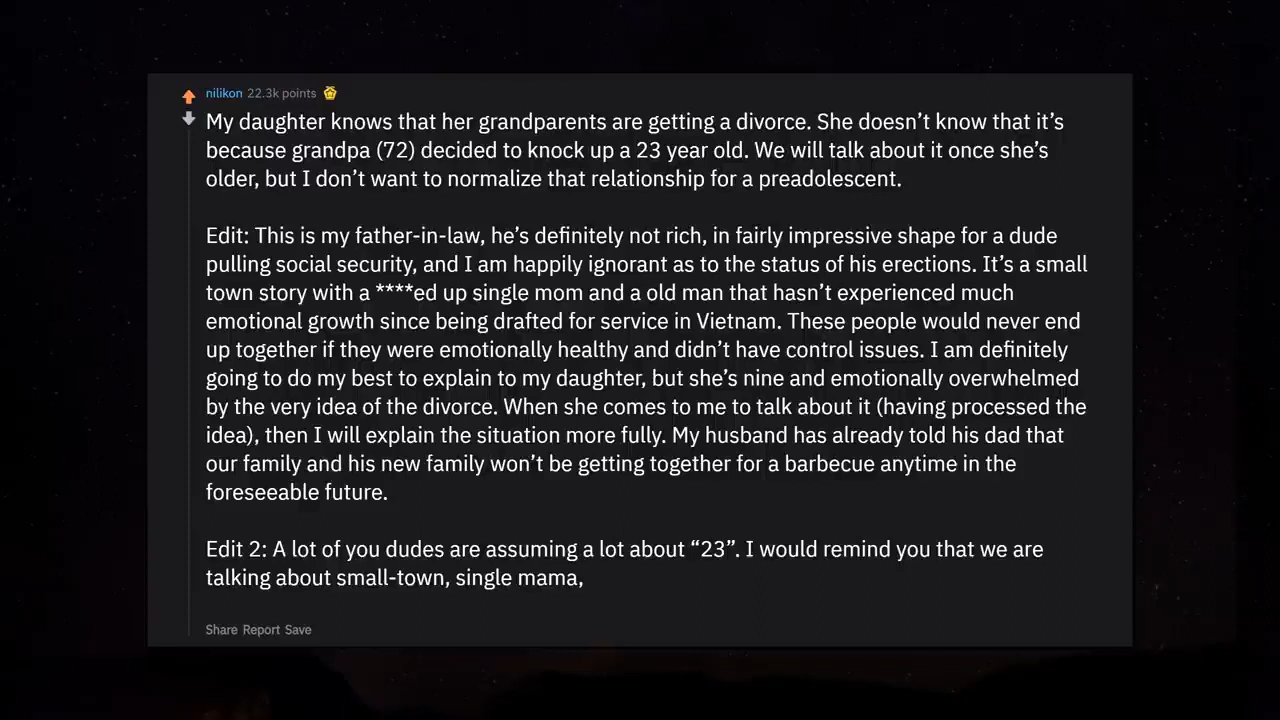 nilikon 22.3k points
My daughter knows that her grandparents are getting a divorce. She doesn’t know that it’s
because grandpa (72) decided to knock up a 23 year old. We will talk about it once she’s
older, but I don’t want to normalize that relationship for a preadolescent.
Edit: This is my father-in-law, he’s definitely not rich, in fairly impressive shape for a dude
pulling social security, and I am happily ignorant as to the status of his erections. It’s a small
town story with a ****ed up single mom and a old man that hasn’t experienced much
emotional growth since being drafted for service in Vietnam. These people would never end
up together if they were emotionally healthy and didn’t have control issues. I am definitely
going to do my best to explain to my daughter, but she’s nine and emotionally overwhelmed
by the very idea of the divorce. When she comes to me to talk about it (having processed the
idea), then I will explain the situation more fully. My husband has already told his dad that
our family and his new family won’t be getting together for a barbecue anytime in the
foreseeable future.
Edit 2: A lot of you dudes are assuming a lot about “23”. I would remind you that we are
talking about small-town, single mama,
Share Report Save